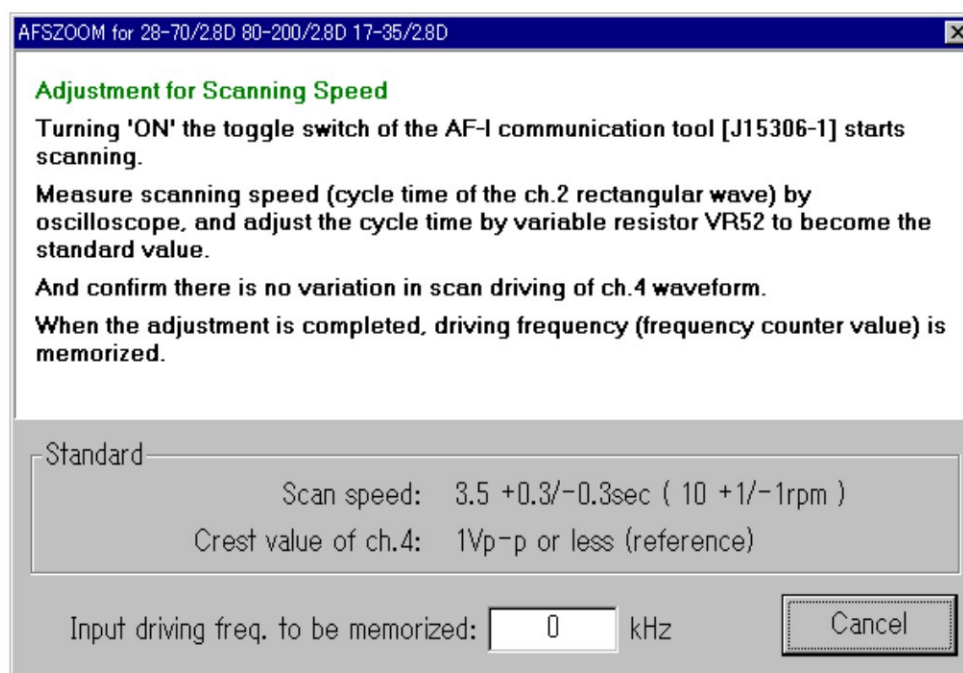 AFSZOOM for 28-70/2.8D 80-200/2.8D 17-35/2.8D
Adjustment for Scanning Speed
Turning 'ON' the toggle switch of the AF-I communication tool [J15306-1] starts
scanning.
Measure scanning speed (cycle time of the ch.2 rectangular wave) by
oscilloscope, and adjust the cycle time by variable resistor VR52 to become the
standard value.
And confirm there is no variation in scan driving of ch.4 waveform.
When the adjustment is completed, driving frequency (frequency counter value) is
memorized.
Standard
Scan speed: 3.5 +0.3/-0.3sec ( 10 +1/-1rpm )
Crest value of ch.4: 1Vp-p or less (reference)
Input driving freq. to be memorized: 0 kHz
Cancel